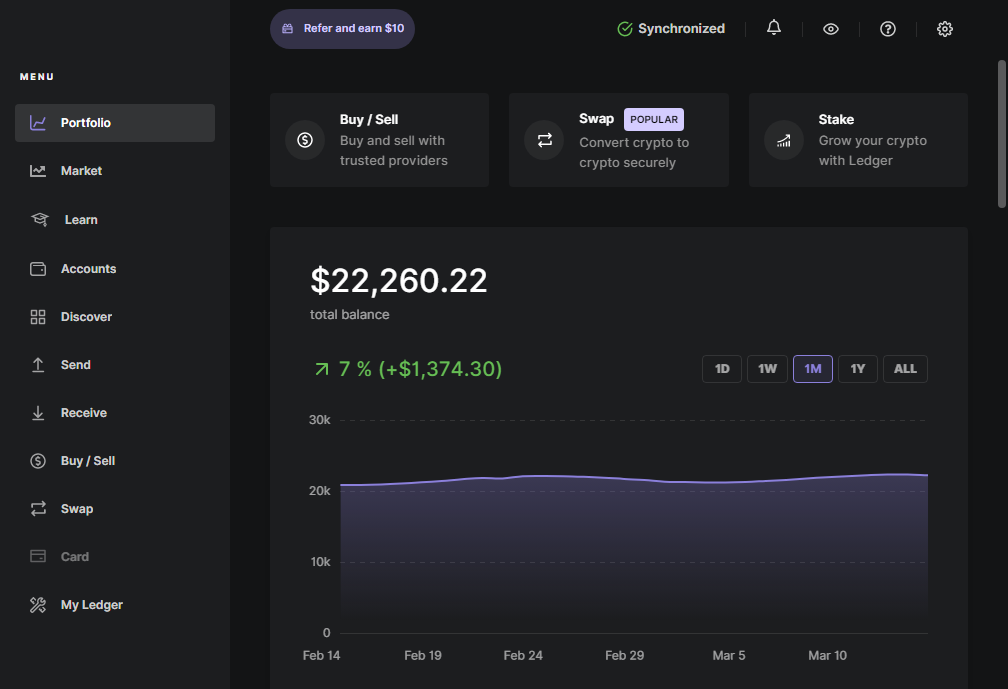 Refer and earn $10
Synchronized
MENU
Portfolio
Market
Learn
Accounts
Discover
Send
Receive
Buy / Sell
Swap
Card
My Ledger
Buy / Sell
Buy and sell with
trusted providers
Swap POPULAR
Convert crypto to
crypto securely
Stake
Grow your crypto
with Ledger
$22,260.22
total balance
7 % (+$1,374.30)
1D 1W 1M 1Y ALL
30k
20k
10k
0
Feb 14 Feb 19 Feb 24 Feb 29 Mar 5 Mar 10